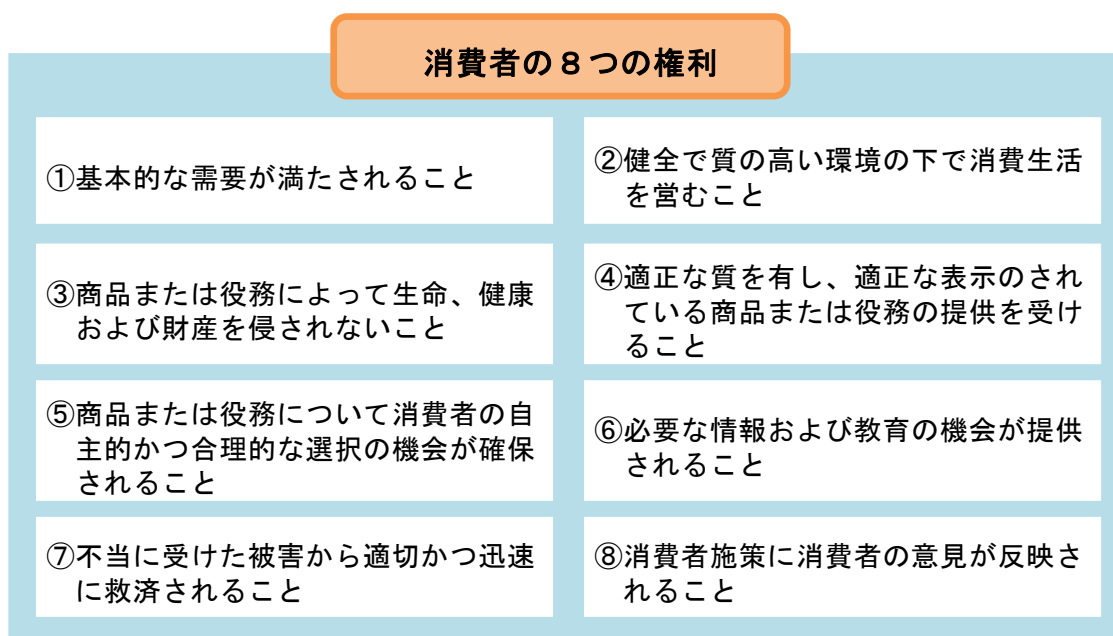 消費者の８つの権利
①基本的な需要が満たされること
②健全で質の高い環境の下で消費生活
を営むこと
③商品または役務によって生命、健康
および財産を侵されないこと
④適正な質を有し、適正な表示のされ
ている商品または役務の提供を受け
ること
⑤商品または役務について消費者の自
主的かつ合理的な選択の機会が確保
されること
⑥必要な情報および教育の機会が提供
されること
⑦不当に受けた被害から適切かつ迅速
に救済されること
⑧消費者施策に消費者の意見が反映さ
れること